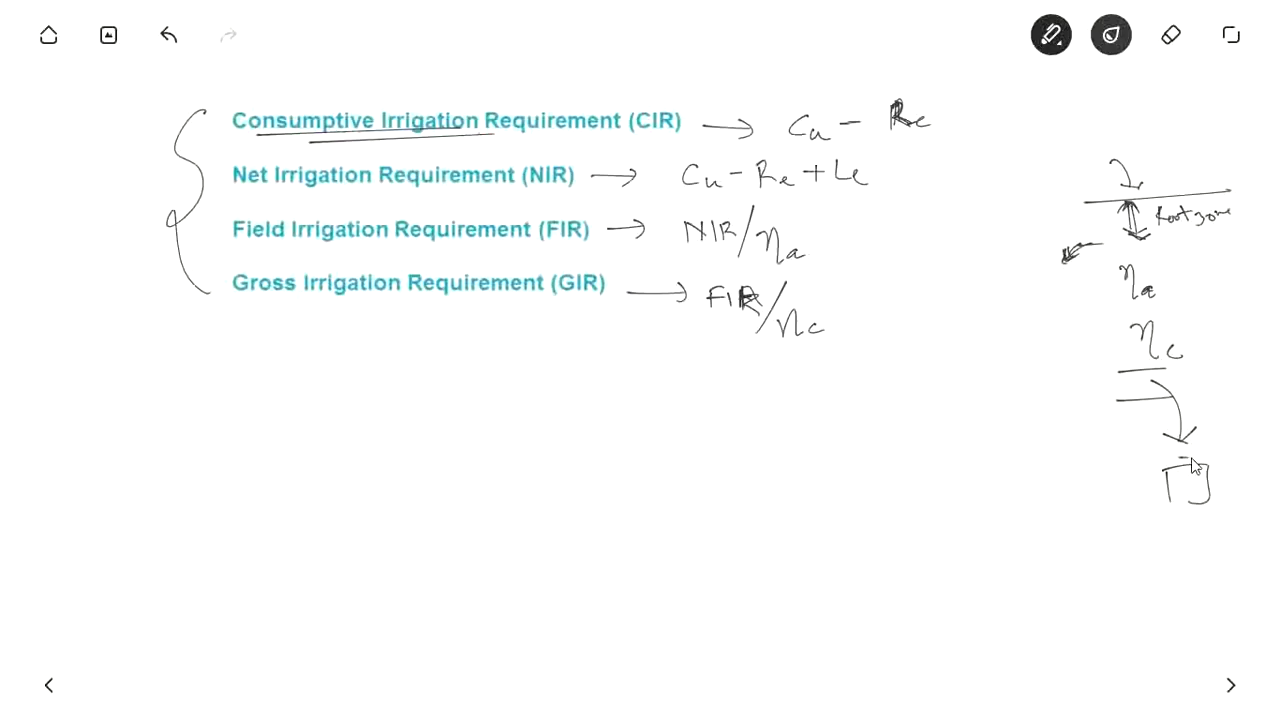 Consumptive Irrigation Requirement (CIR) → Cu - Re
Net Irrigation Requirement (NIR) → Cu - Re + Le
Field Irrigation Requirement (FIR) → NIR/ηa
Gross Irrigation Requirement (GIR) → FIR/ηc
Root zone
ηa
ηc